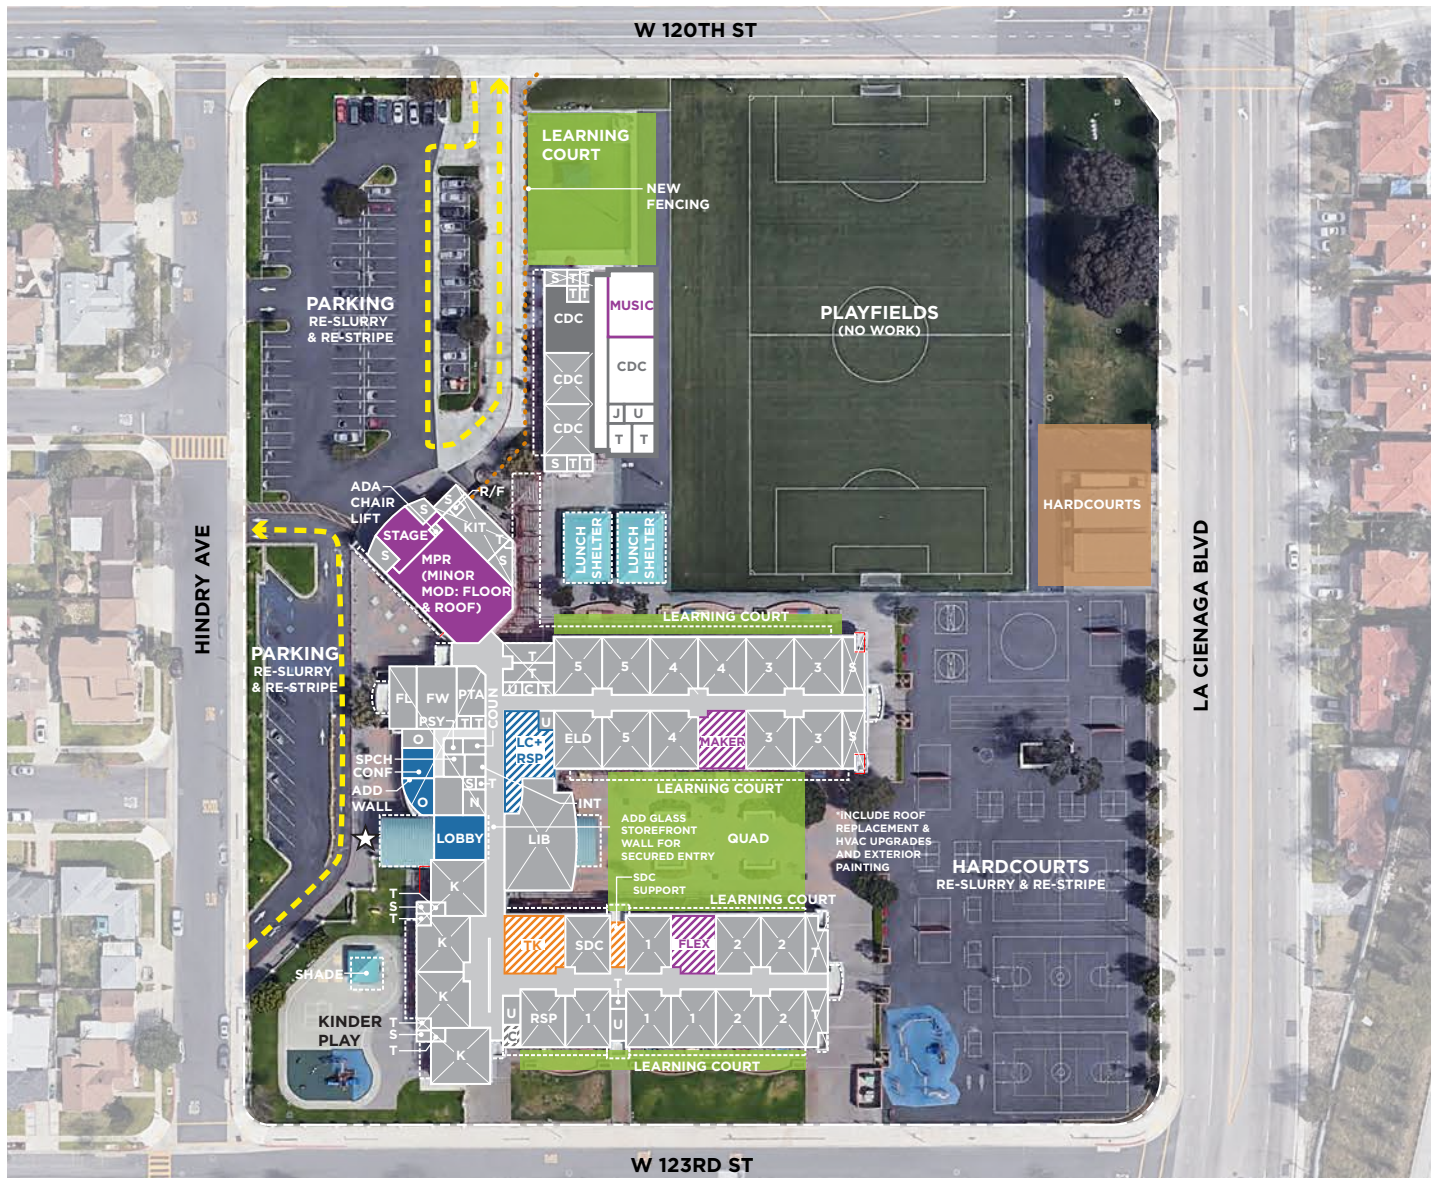 W 120TH ST
LEARNING
COURT
NEW
FENCING
PARKING
RE-SLURRY
& RE-STRIPE
S T T
T T
CDC
MUSIC
CDC
CDC
CDC
J U
T T
S T T
PLAYFIELDS
(NO WORK)
HARDCOURTS
HINDRY AVE
LA CIENAGA BLVD
ADA
CHAIR
LIFT
R/F
S
S
KIT
T
S
STAGE
S
MPR
(MINOR
MOD: FLOOR
& ROOF)
LUNCH
SHELTER
LUNCH
SHELTER
LEARNING COURT
PARKING
RE-SLURRY
& RE-STRIPE
T
T
U C T
5 5 4 4 3 3 S
FL FW PTA
COUN
PSY
T T
O
LC+
RSP
U
ELD 5 4 MAKER 3 3 S
SPCH
CONF
ADD
WALL
O
S T
N
INT
LEARNING COURT
LOBBY
LIB
ADD GLASS
STOREFRONT
WALL FOR
SECURED ENTRY
QUAD
*INCLUDE ROOF
REPLACEMENT &
HVAC UPGRADES
AND EXTERIOR
PAINTING
HARDCOURTS
RE-SLURRY & RE-STRIPE
SDC
SUPPORT
LEARNING COURT
K
T
S
T
K
TK SDC 1 FLEX 2 2 T
SHADE
K
T
KINDER
PLAY
T
S
T
K
U
C
RSP 1 U 1 1 2 2 T
LEARNING COURT
W 123RD ST